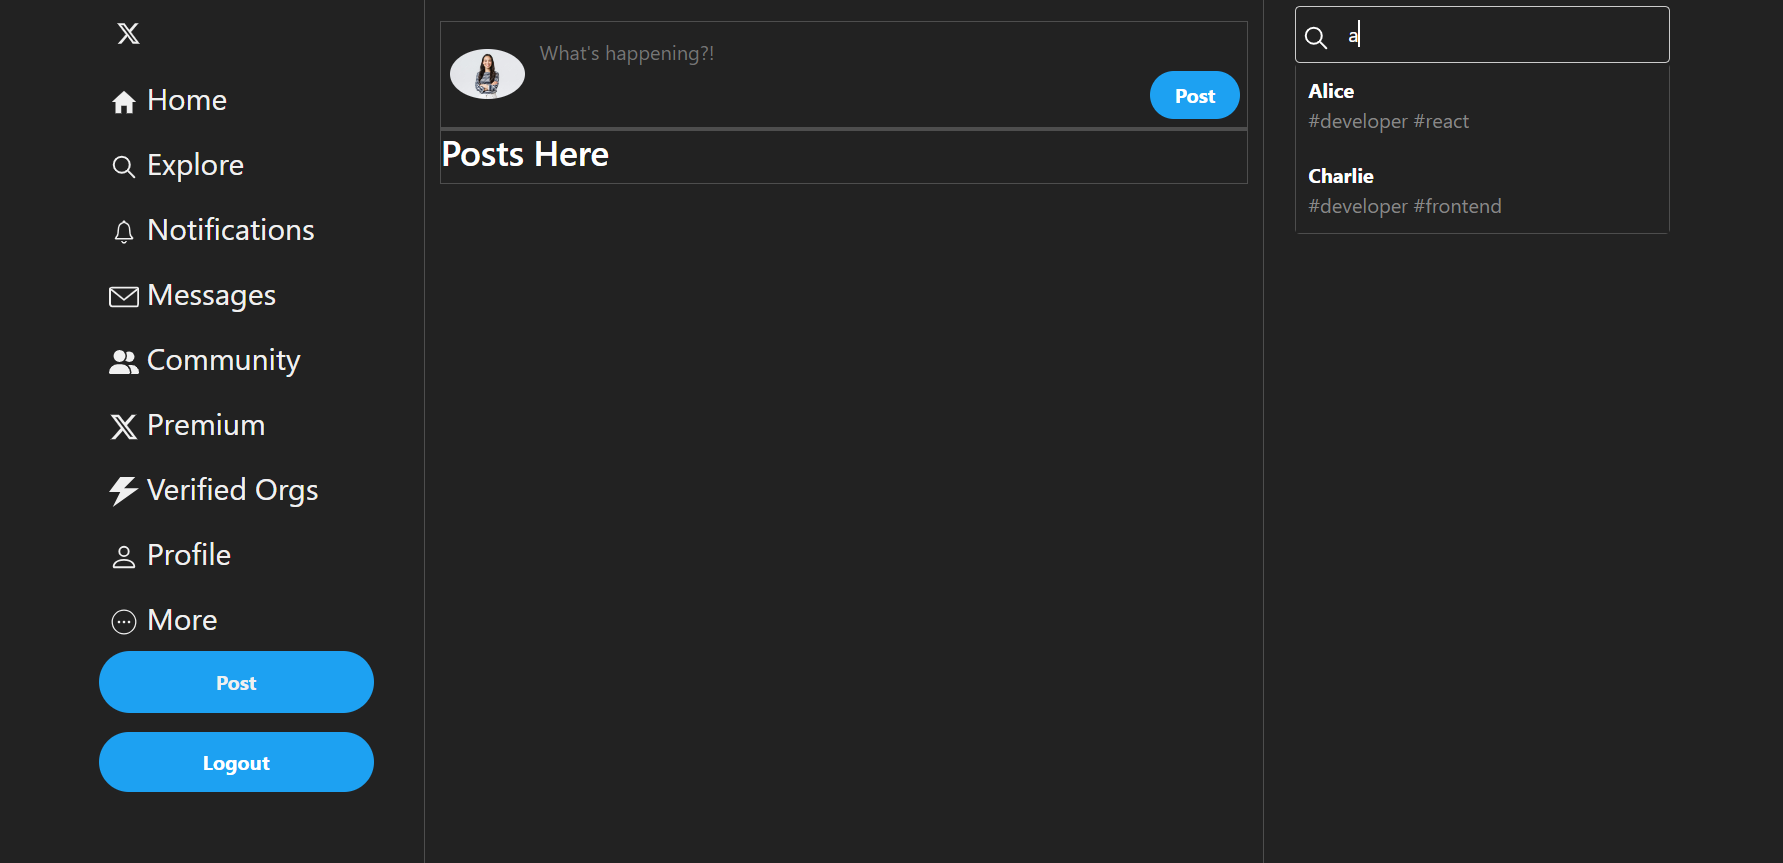 Home
Explore
Notifications
Messages
Community
Premium
Verified Orgs
Profile
More
Post
Logout
What's happening?!
Post
Posts Here
a
Alice
#developer #react
Charlie
#developer #frontend